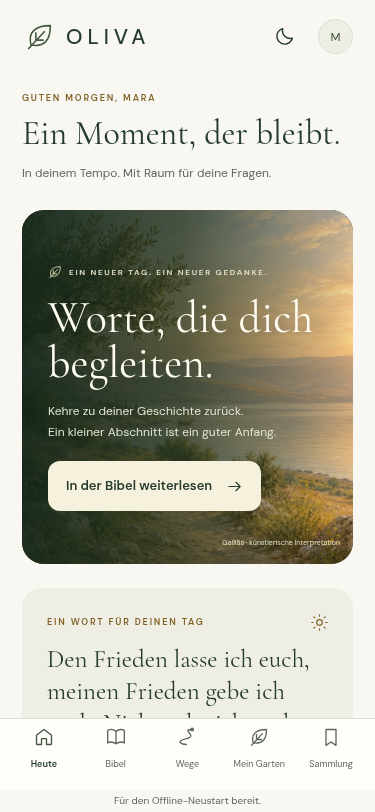 OLIVA
M
GUTEN MORGEN, MARA
Ein Moment, der bleibt.
In deinem Tempo. Mit Raum für deine Fragen.
EIN NEUER TAG. EIN NEUER GEDANKE.
Worte, die dich
begleiten.
Kehre zu deiner Geschichte zurück.
Ein kleiner Abschnitt ist ein guter Anfang.
In der Bibel weiterlesen →
Galiläa · künstlerische Interpretation
EIN WORT FÜR DEINEN TAG
Den Frieden lasse ich euch,
meinen Frieden gebe ich
Heute Bibel Wege Mein Garten Sammlung
Für den Offline-Neustart bereit.